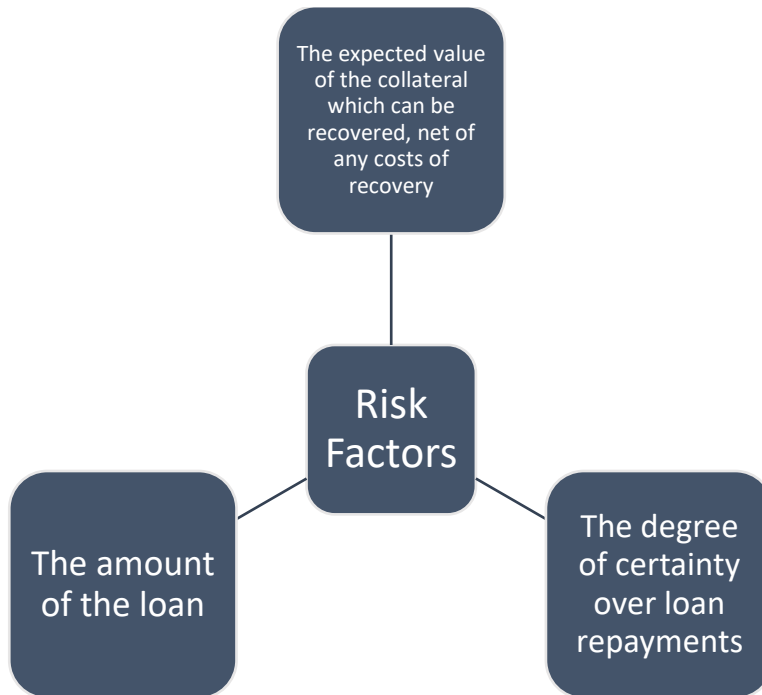 The expected value
of the collateral
which can be
recovered, net of
any costs of
recovery
Risk
Factors
The amount
of the loan
The degree
of certainty
over loan
repayments